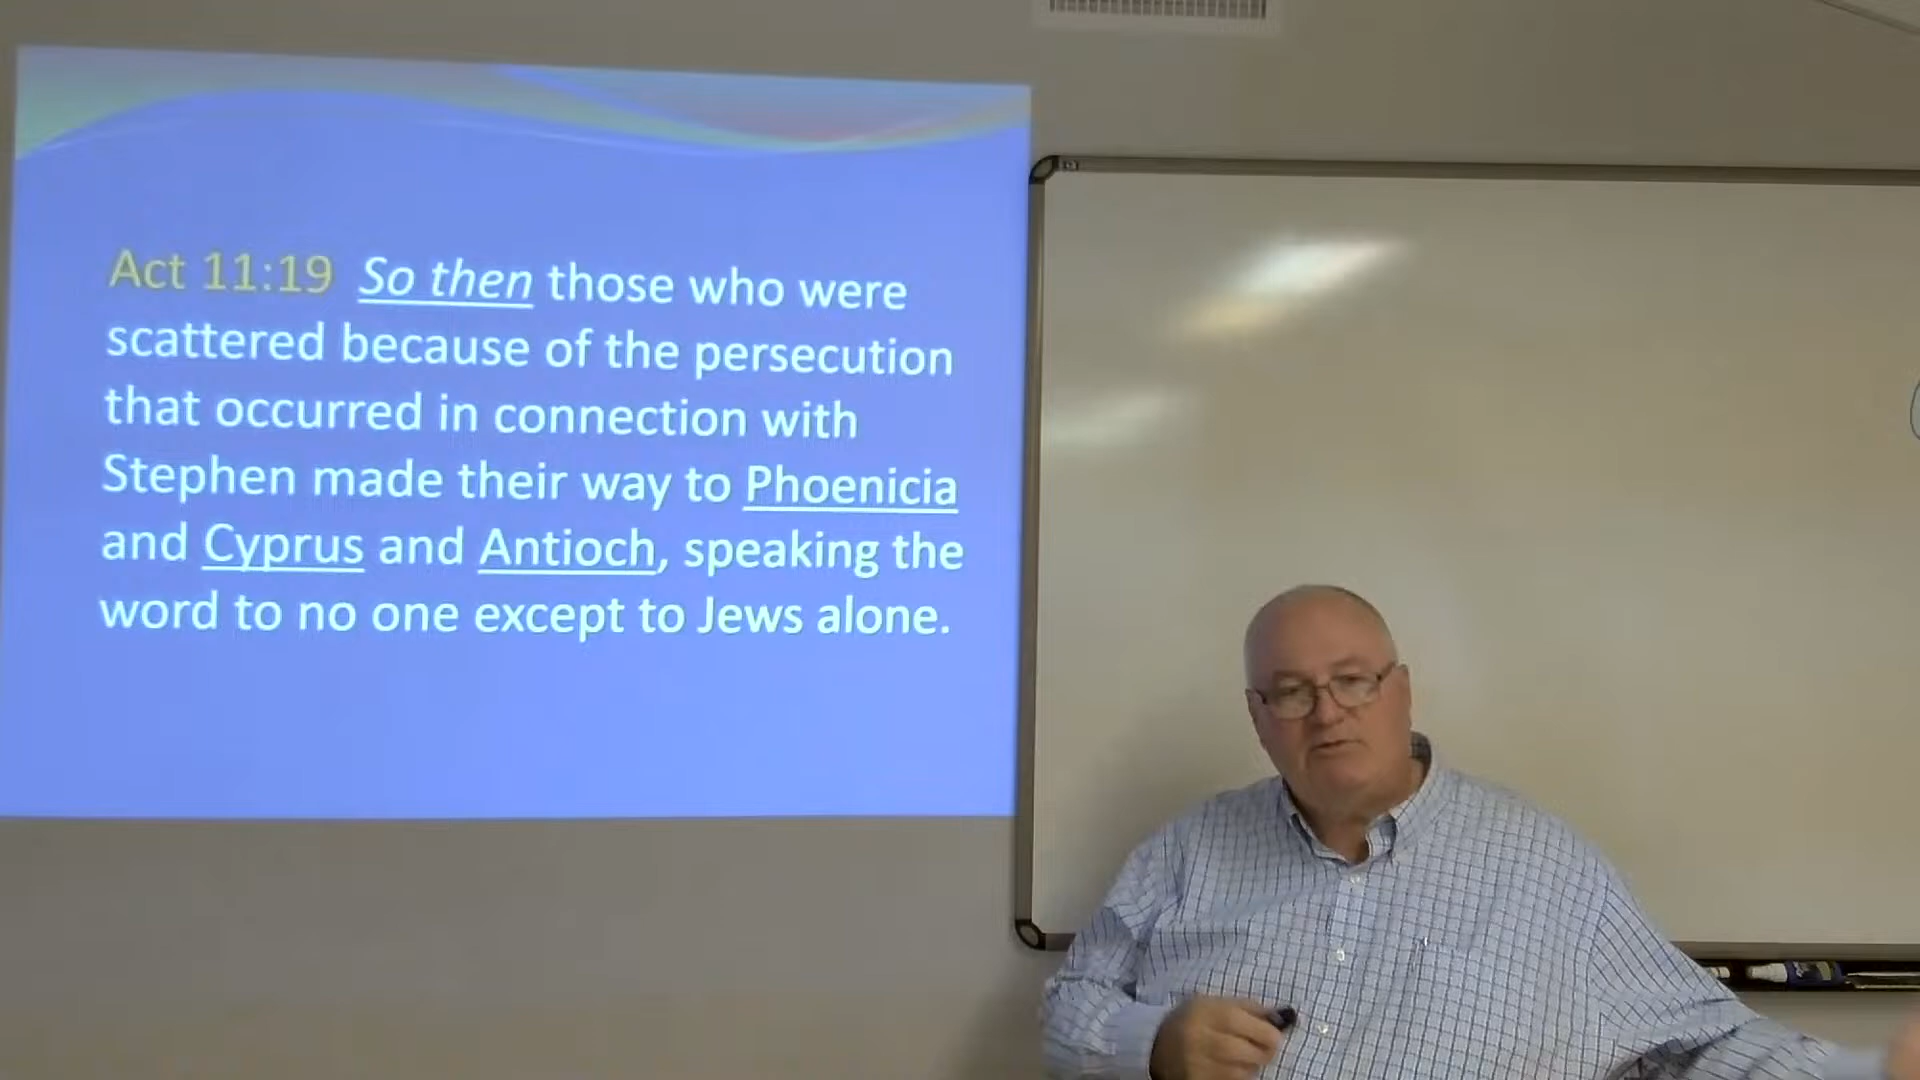 Act 11:19 So then those who were
scattered because of the persecution
that occurred in connection with
Stephen made their way to Phoenicia
and Cyprus and Antioch, speaking the
word to no one except to Jews alone.